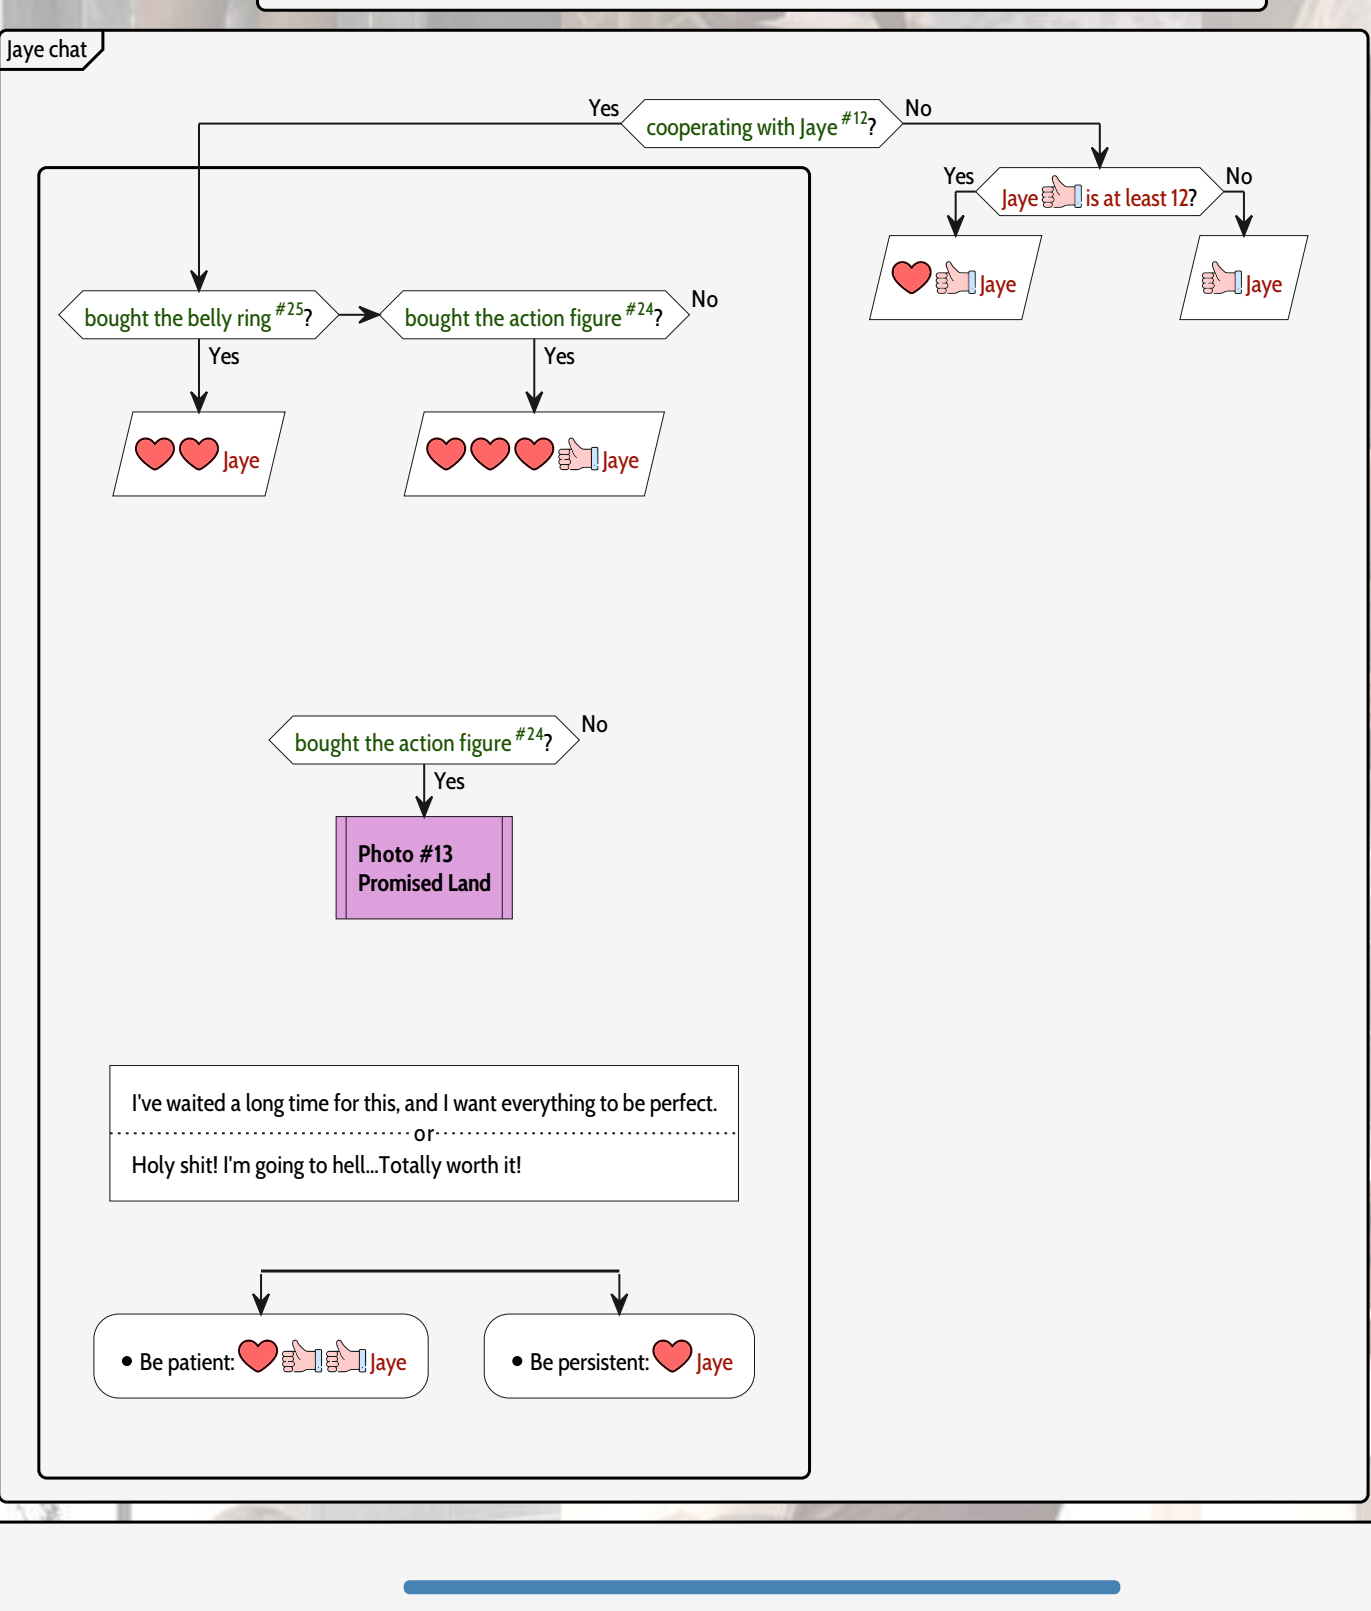 Jaye chat
Yes
cooperating with Jaye #12?
No
Yes
Jaye is at least 12?
No
Jaye
Jaye
bought the belly ring #25?
bought the action figure #24?
No
Yes
Yes
Jaye
Jaye
bought the action figure #24?
No
Yes
Photo #13
Promised Land
I've waited a long time for this, and I want everything to be perfect.
or
Holy shit! I'm going to hell...Totally worth it!
• Be patient: Jaye
• Be persistent: Jaye